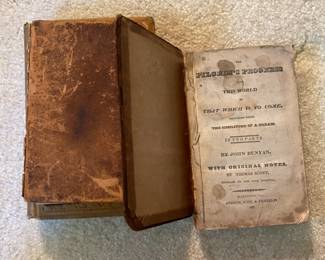 THE
PILGRIM'S PROGRESS
FROM
THIS WORLD
TO
THAT WHICH IS TO COME,
DELIVERED UNDER
THE SIMILITUDE OF A DREAM.
IN TWO PARTS.
BY JOHN BUNYAN,
WITH ORIGINAL NOTES,
BY THOMAS SCOTT,